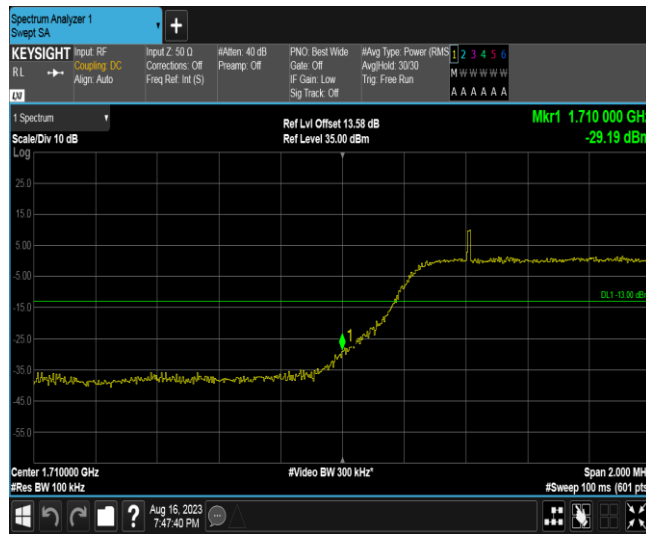 Spectrum Analyzer 1
Swept SA
+
KEYSIGHT Input: RF
RL Coupling: DC
Align: Auto
LXI
Input Z: 50 Ω
Corrections: Off
Freq Ref: Int (S)
#Atten: 40 dB
Preamp: Off
PNO: Best Wide
Gate: Off
IF Gain: Low
Sig Track: Off
#Avg Type: Power (RMS
Avg|Hold: 30/30
Trig: Free Run
1 2 3 4 5 6
M W W W W W
A A A A A A
1 Spectrum
Scale/Div 10 dB
Log
Ref Lvl Offset 13.58 dB
Ref Level 35.00 dBm
Mkr1 1.710 000 GHz
-29.19 dBm
25.0
15.0
5.00
-5.00
-15.0
-25.0
-35.0
-45.0
-55.0
DL1 -13.00 dBm
1
Center 1.710000 GHz
#Res BW 100 kHz
#Video BW 300 kHz*
Span 2.000 MH
#Sweep 100 ms (601 pts
?
Aug 16, 2023
7:47:40 PM